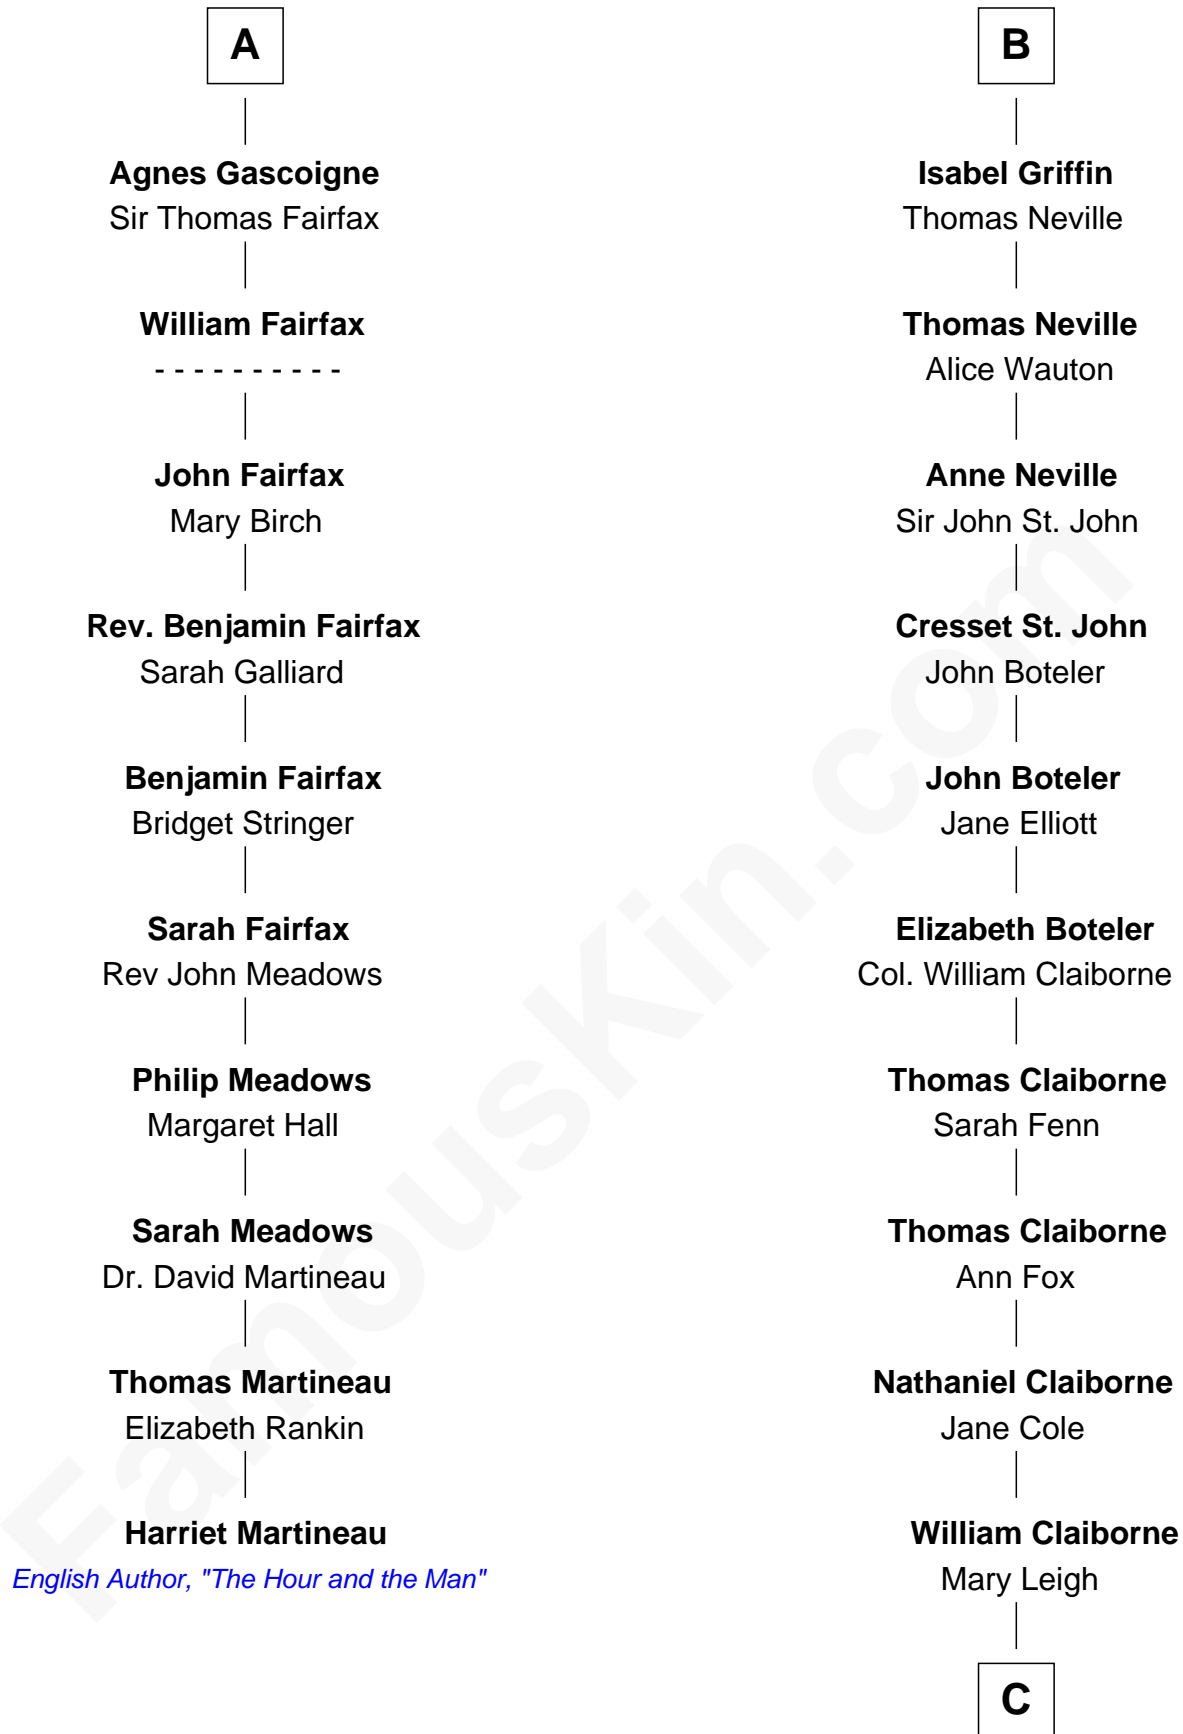 A
Agnes Gascoigne
Sir Thomas Fairfax
William Fairfax
- - - - - - - - - -
John Fairfax
Mary Birch
Rev. Benjamin Fairfax
Sarah Galliard
Benjamin Fairfax
Bridget Stringer
Sarah Fairfax
Rev John Meadows
Philip Meadows
Margaret Hall
Sarah Meadows
Dr. David Martineau
Thomas Martineau
Elizabeth Rankin
Harriet Martineau
English Author, "The Hour and the Man"
B
Isabel Griffin
Thomas Neville
Thomas Neville
Alice Wauton
Anne Neville
Sir John St. John
Cresset St. John
John Boteler
John Boteler
Jane Elliott
Elizabeth Boteler
Col. William Claiborne
Thomas Claiborne
Sarah Fenn
Thomas Claiborne
Ann Fox
Nathaniel Claiborne
Jane Cole
William Claiborne
Mary Leigh
C
FamousKin.com